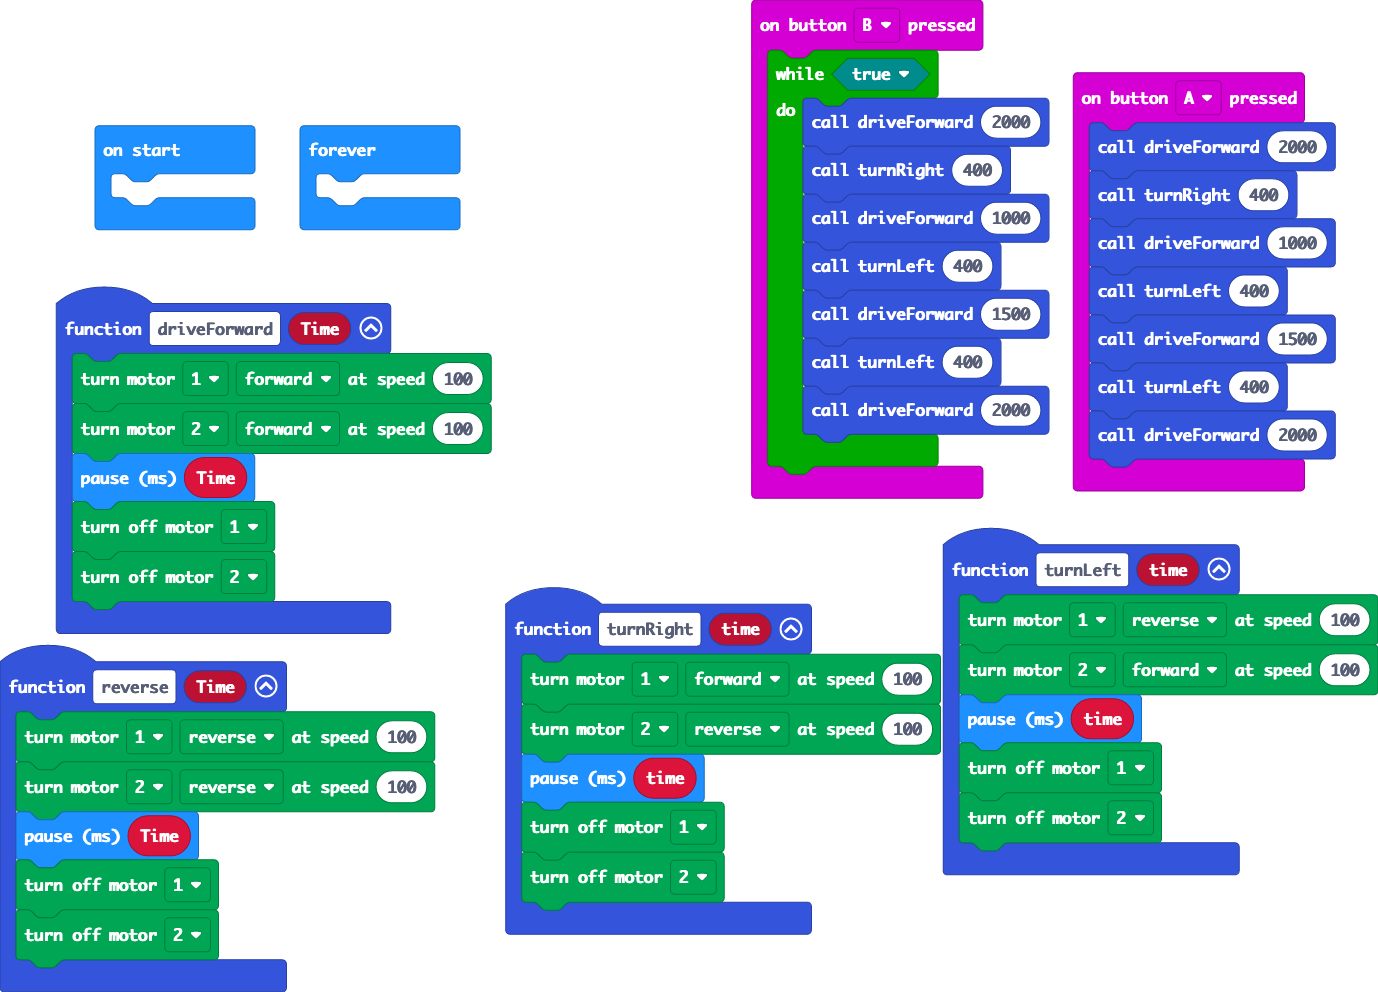 on start
forever
function driveForward Time
turn motor 1 forward at speed 100
turn motor 2 forward at speed 100
pause (ms) Time
turn off motor 1
turn off motor 2
function reverse Time
turn motor 1 reverse at speed 100
turn motor 2 reverse at speed 100
pause (ms) Time
turn off motor 1
turn off motor 2
on button B pressed
while true
do
call driveForward 2000
call turnRight 400
call driveForward 1000
call turnLeft 400
call driveForward 1500
call turnLeft 400
call driveForward 2000
on button A pressed
call driveForward 2000
call turnRight 400
call driveForward 1000
call turnLeft 400
call driveForward 1500
call turnLeft 400
call driveForward 2000
function turnRight time
turn motor 1 forward at speed 100
turn motor 2 reverse at speed 100
pause (ms) time
turn off motor 1
turn off motor 2
function turnLeft time
turn motor 1 reverse at speed 100
turn motor 2 forward at speed 100
pause (ms) time
turn off motor 1
turn off motor 2